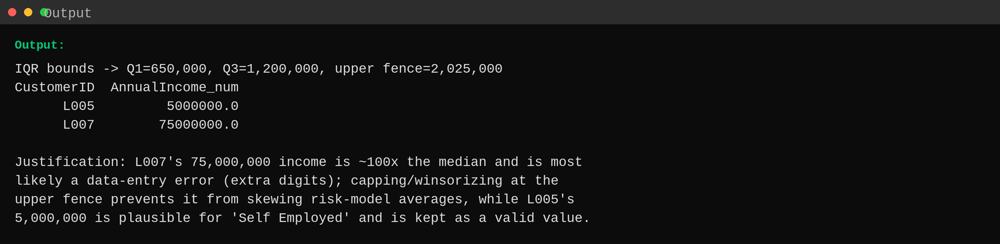 Output
Output:
IQR bounds -> Q1=650,000, Q3=1,200,000, upper fence=2,025,000
CustomerID  AnnualIncome_num
      L005         5000000.0
      L007        75000000.0

Justification: L007's 75,000,000 income is ~100x the median and is most
likely a data-entry error (extra digits); capping/winsorizing at the
upper fence prevents it from skewing risk-model averages, while L005's
5,000,000 is plausible for 'Self Employed' and is kept as a valid value.